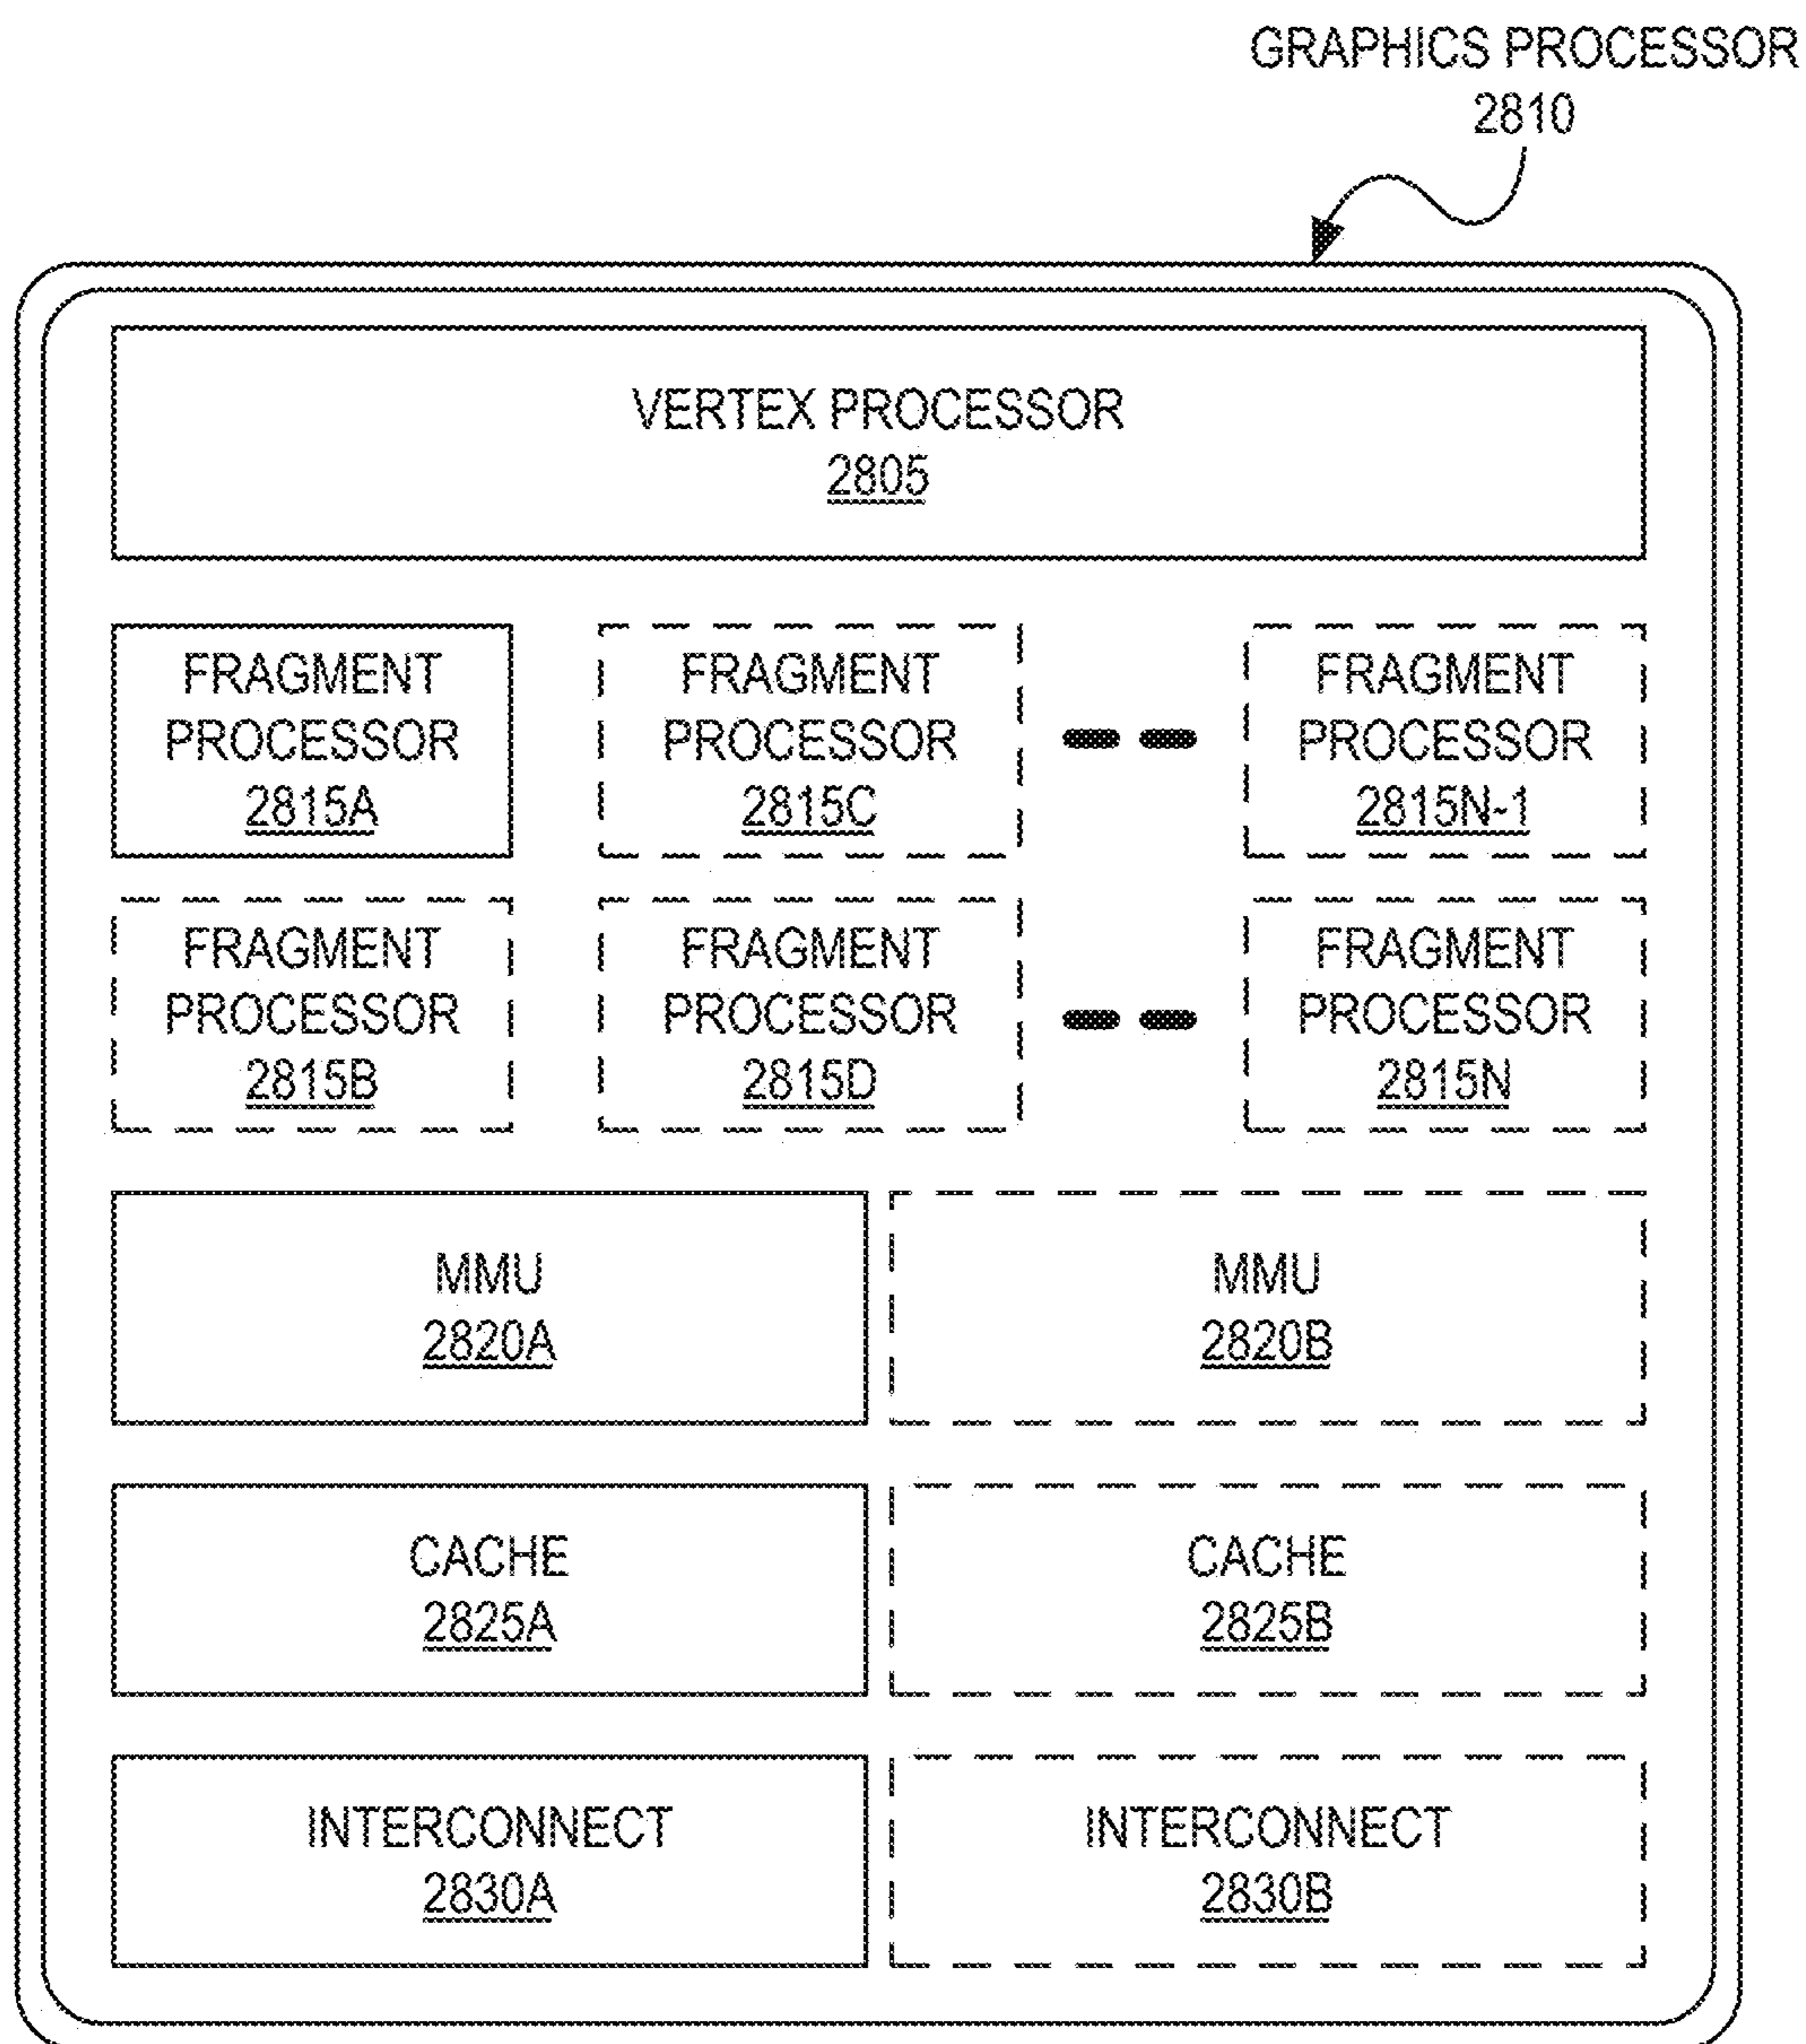 GRAPHICS PROCESSOR
2810
VERTEX PROCESSOR
2805
FRAGMENT
PROCESSOR
2815A
FRAGMENT
PROCESSOR
2815C
FRAGMENT
PROCESSOR
2815N-1
FRAGMENT
PROCESSOR
2815B
FRAGMENT
PROCESSOR
2815D
FRAGMENT
PROCESSOR
2815N
MMU
2820A
MMU
2820B
CACHE
2825A
CACHE
2825B
INTERCONNECT
2830A
INTERCONNECT
2830B